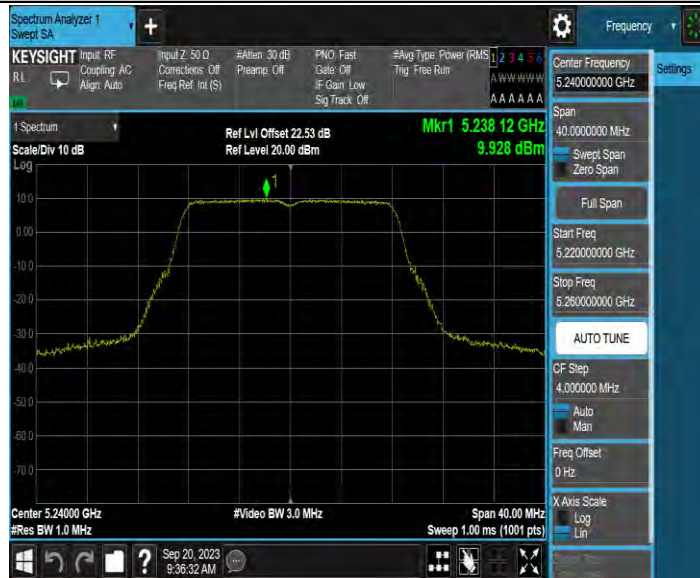 Spectrum Analyzer 1
Swept SA
+
Frequency
KEYSIGHT
RL
Input: RF
Coupling: AC
Align: Auto
Input Z: 50 Ω
Corrections: Off
Freq Ref: Int (S)
#Atten: 30 dB
Preamp: Off
PNO: Fast
Gate: Off
IF Gain: Low
Sig Track: Off
#Avg Type: Power (RMS
Trig: Free Run
1 2 3 4 5 6
A W W W W W
A A A A A A
1 Spectrum
Scale/Div 10 dB
Log
Ref Lvl Offset 22.53 dB
Ref Level 20.00 dBm
Mkr1 5.238 12 GHz
9.928 dBm
1
10.0
0.00
-10.0
-20.0
-30.0
-40.0
-50.0
-60.0
-70.0
Center 5.24000 GHz
#Res BW 1.0 MHz
#Video BW 3.0 MHz
Span 40.00 MHz
Sweep 1.00 ms (1001 pts)
?
Sep 20, 2023
9:36:32 AM
Center Frequency
5.240000000 GHz
Settings
Span
40.0000000 MHz
Swept Span
Zero Span
Full Span
Start Freq
5.220000000 GHz
Stop Freq
5.260000000 GHz
AUTO TUNE
CF Step
4.000000 MHz
Auto
Man
Freq Offset
0 Hz
X Axis Scale
Log
Lin